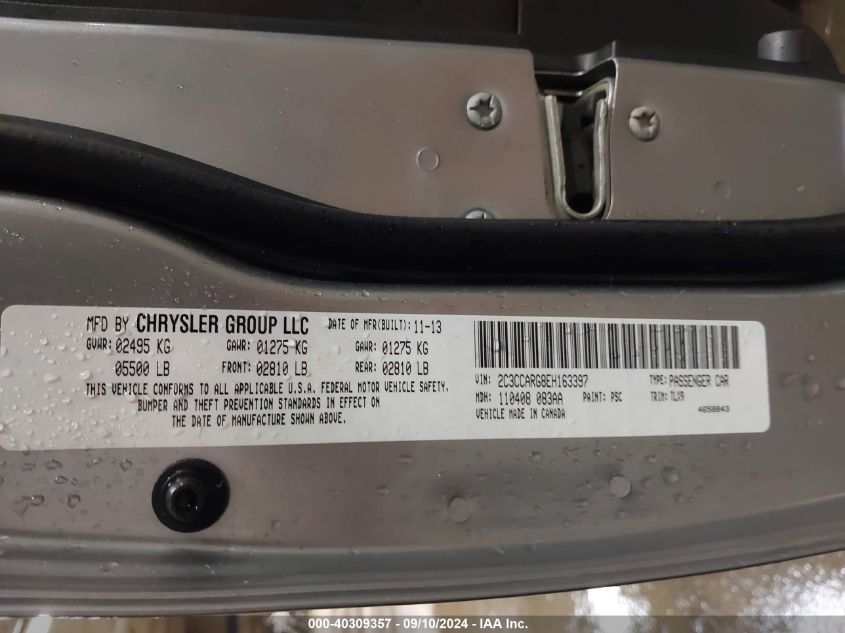 MFD BY CHRYSLER GROUP LLC DATE OF MFR(BUILT): 11-13
GVWR: 02495 KG GAWR: 01275 KG GAWR: 01275 KG
05500 LB FRONT: 02810 LB REAR: 02810 LB
THIS VEHICLE CONFORMS TO ALL APPLICABLE U.S.A. FEDERAL MOTOR VEHICLE SAFETY,
BUMPER AND THEFT PREVENTION STANDARDS IN EFFECT ON
THE DATE OF MANUFACTURE SHOWN ABOVE.
VIN: 2C3CCARG8EH163397 TYPE: PASSENGER CAR
MDH: 110408 083AA PAINT: PSC TRIM: TLX9
VEHICLE MADE IN CANADA 4658843
000-40309357 - 09/10/2024 - IAA Inc.